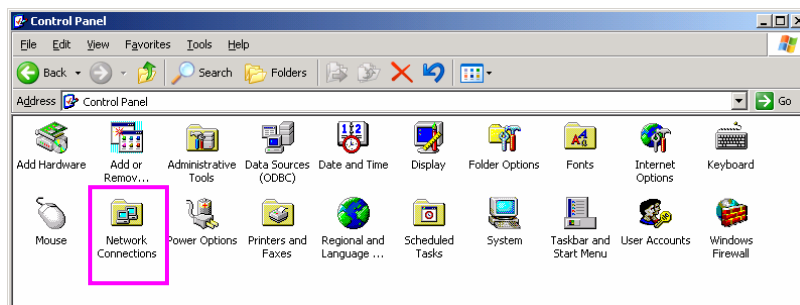 Control Panel
File Edit View Favorites Tools Help
Back Search Folders
Address Control Panel Go
Add Hardware Add or Remov... Administrative Tools Data Sources (ODBC) Date and Time Display Folder Options Fonts Internet Options Keyboard
Mouse Network Connections Power Options Printers and Faxes Regional and Language ... Scheduled Tasks System Taskbar and Start Menu User Accounts Windows Firewall